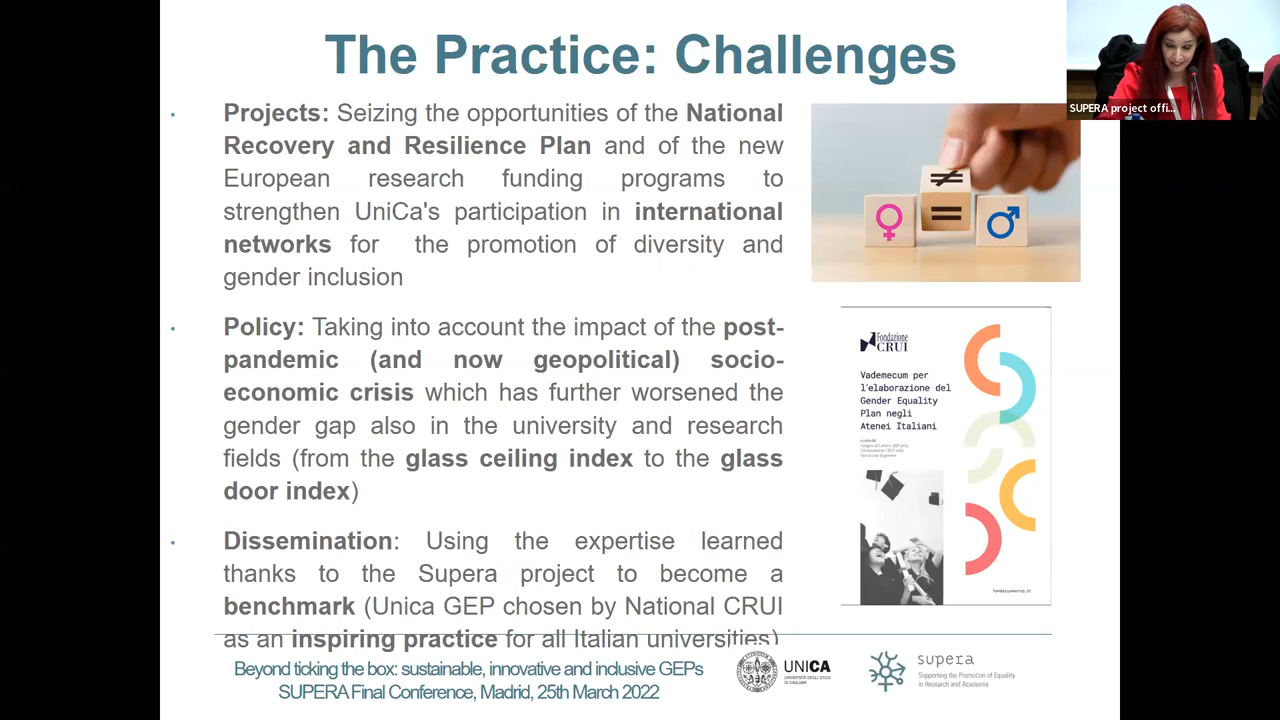 The Practice: Challenges
SUPERA project offi...
• Projects: Seizing the opportunities of the National
Recovery and Resilience Plan and of the new
European research funding programs to
strengthen UniCa's participation in international
networks for the promotion of diversity and
gender inclusion
• Policy: Taking into account the impact of the post-
pandemic (and now geopolitical) socio-
economic crisis which has further worsened the
gender gap also in the university and research
fields (from the glass ceiling index to the glass
door index)
• Dissemination: Using the expertise learned
thanks to the Supera project to become a
benchmark (Unica GEP chosen by National CRUI
as an inspiring practice for all Italian universities)
≠
=
♀
♂
Fondazione
CRUI
Vademecum per
l'elaborazione del
Gender Equality
Plan negli
Atenei Italiani
fondazionecrui.it
Beyond ticking the box: sustainable, innovative and inclusive GEPs
SUPERA Final Conference, Madrid, 25th March 2022
UNICA
UNIVERSITÀ DEGLI STUDI
DI CAGLIARI
supera
Supporting the Promotion of Equality
in Research and Academia